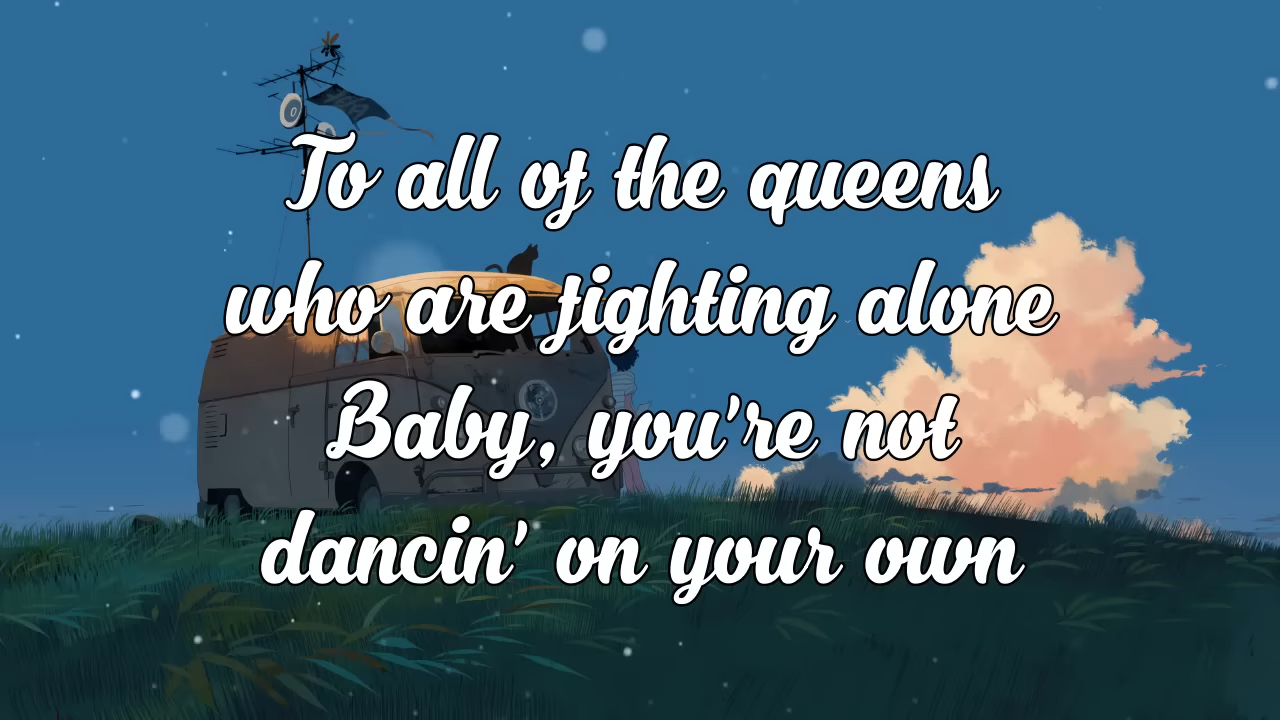 To all of the queens
who are fighting alone
Baby, you're not
dancin' on your own